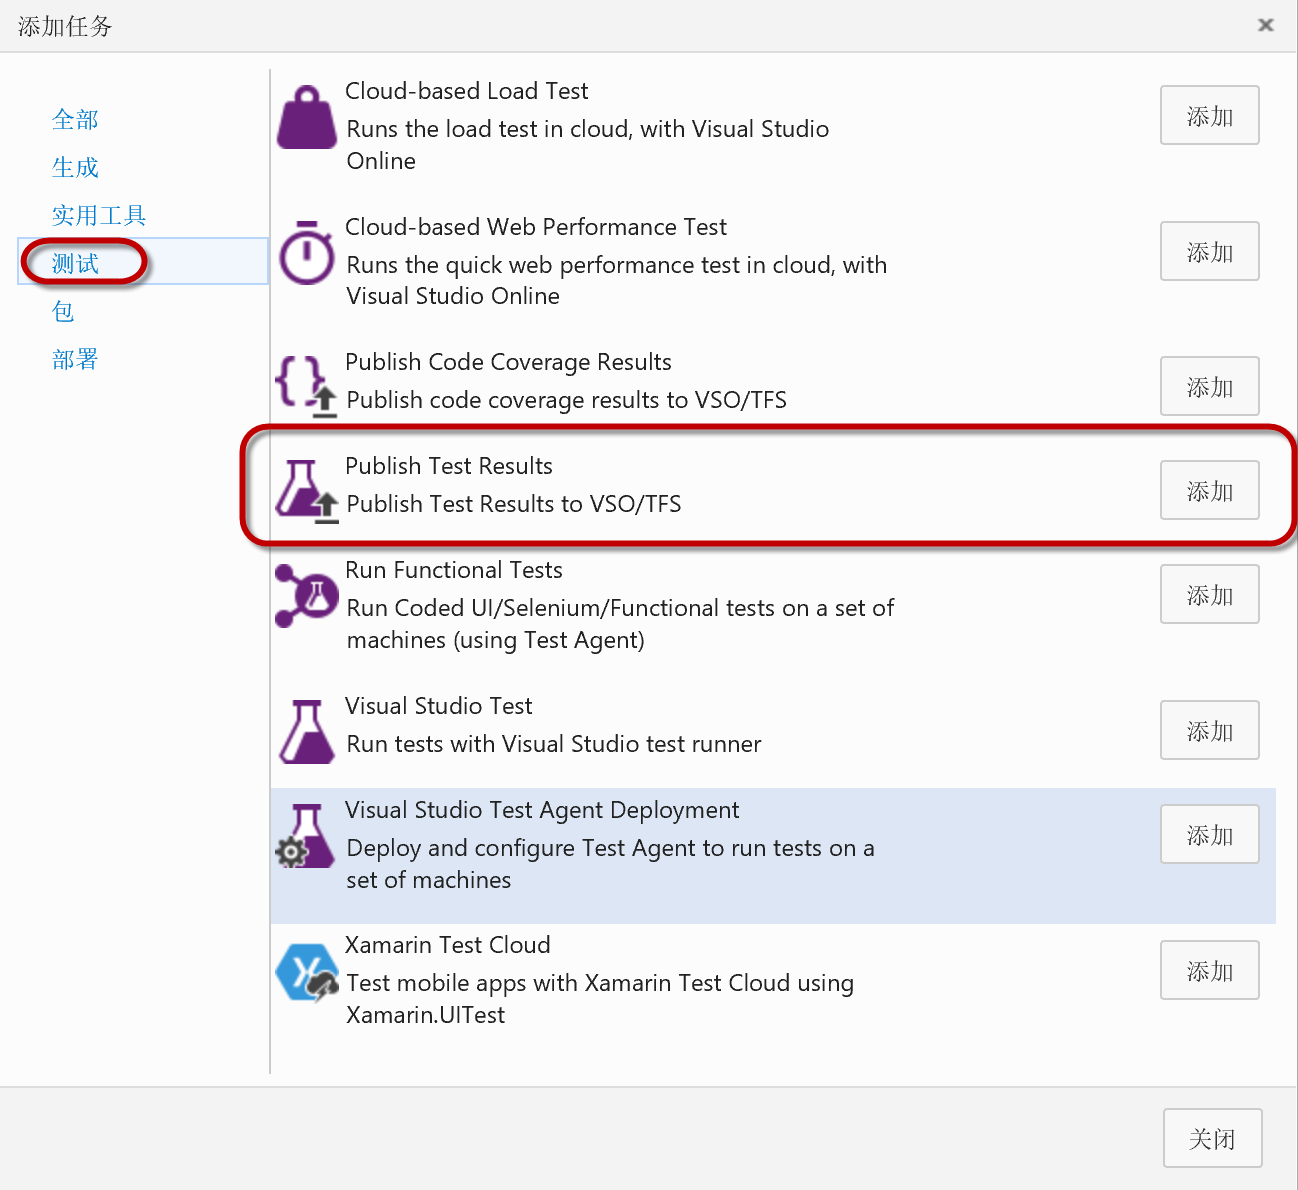 添加任务
全部
生成
实用工具
测试
包
部署
Cloud-based Load Test
Runs the load test in cloud, with Visual Studio
Online
添加
Cloud-based Web Performance Test
Runs the quick web performance test in cloud, with
Visual Studio Online
添加
Publish Code Coverage Results
Publish code coverage results to VSO/TFS
添加
Publish Test Results
Publish Test Results to VSO/TFS
添加
Run Functional Tests
Run Coded UI/Selenium/Functional tests on a set of
machines (using Test Agent)
添加
Visual Studio Test
Run tests with Visual Studio test runner
添加
Visual Studio Test Agent Deployment
Deploy and configure Test Agent to run tests on a
set of machines
添加
Xamarin Test Cloud
Test mobile apps with Xamarin Test Cloud using
Xamarin.UITest
添加
关闭